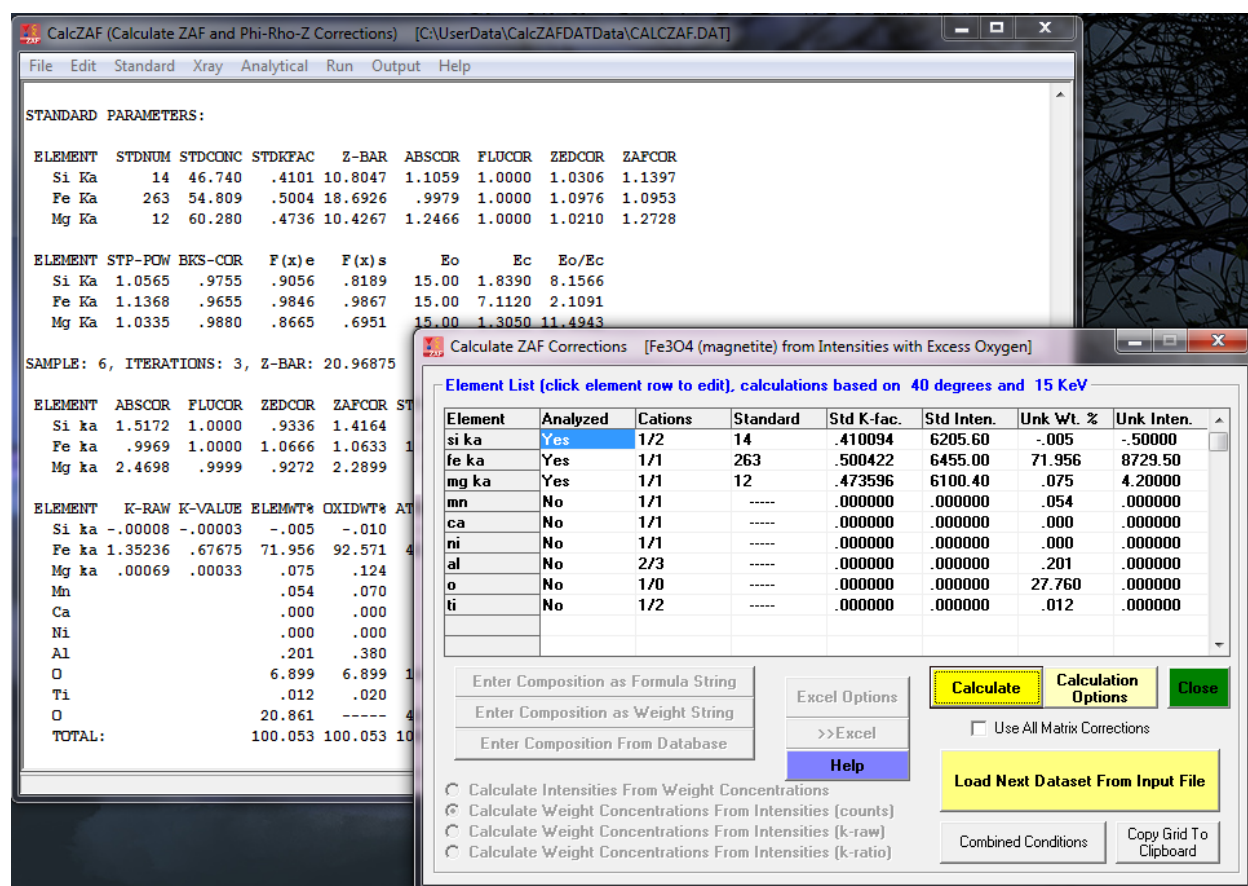 CalcZAF (Calculate ZAF and Phi-Rho-Z Corrections) [C:\UserData\CalcZAFDATData\CALCZAF.DAT]
File Edit Standard Xray Analytical Run Output Help
STANDARD PARAMETERS:
ELEMENT STDNUM STDCONC STDKFAC Z-BAR ABSCOR FLUCOR ZEDCOR ZAFCOR
Si Ka 14 46.740 .4101 10.8047 1.1059 1.0000 1.0306 1.1397
Fe Ka 263 54.809 .5004 18.6926 .9979 1.0000 1.0976 1.0953
Mg Ka 12 60.280 .4736 10.4267 1.2466 1.0000 1.0210 1.2728
ELEMENT STP-POW BKS-COR F(x)e F(x)s Eo Ec Eo/Ec
Si Ka 1.0565 .9755 .9056 .8189 15.00 1.8390 8.1566
Fe Ka 1.1368 .9655 .9846 .9867 15.00 7.1120 2.1091
Mg Ka 1.0335 .9880 .8665 .6951 15.00 1.3050 11.4943
SAMPLE: 6, ITERATIONS: 3, Z-BAR: 20.96875
ELEMENT ABSCOR FLUCOR ZEDCOR ZAFCOR ST
Si ka 1.5172 1.0000 .9336 1.4164
Fe ka .9969 1.0000 1.0666 1.0633 1
Mg ka 2.4698 .9999 .9272 2.2899
ELEMENT K-RAW K-VALUE ELEMWT% OXIDWT% AT
Si ka -.00008 -.00003 -.005 -.010
Fe ka 1.35236 .67675 71.956 92.571 4
Mg ka .00069 .00033 .075 .124
Mn .054 .070
Ca .000 .000
Ni .000 .000
Al .201 .380
O 6.899 6.899 1
Ti .012 .020
O 20.861 ----- 4
TOTAL: 100.053 100.053 10
Calculate ZAF Corrections [Fe3O4 (magnetite) from Intensities with Excess Oxygen]
Element List (click element row to edit), calculations based on 40 degrees and 15 KeV
Element Analyzed Cations Standard Std K-fac. Std Inten. Unk Wt. % Unk Inten.
si ka Yes 1/2 14 .410094 6205.60 -.005 -.50000
fe ka Yes 1/1 263 .500422 6455.00 71.956 8729.50
mg ka Yes 1/1 12 .473596 6100.40 .075 4.20000
mn No 1/1 ----- .000000 .000000 .054 .000000
ca No 1/1 ----- .000000 .000000 .000 .000000
ni No 1/1 ----- .000000 .000000 .000 .000000
al No 2/3 ----- .000000 .000000 .201 .000000
o No 1/0 ----- .000000 .000000 27.760 .000000
ti No 1/2 ----- .000000 .000000 .012 .000000
Enter Composition as Formula String
Enter Composition as Weight String
Enter Composition From Database
Excel Options
>>Excel
Help
Calculate
Calculation Options
Close
Use All Matrix Corrections
Load Next Dataset From Input File
Calculate Intensities From Weight Concentrations
Calculate Weight Concentrations From Intensities (counts)
Calculate Weight Concentrations From Intensities (k-raw)
Calculate Weight Concentrations From Intensities (k-ratio)
Combined Conditions
Copy Grid To Clipboard